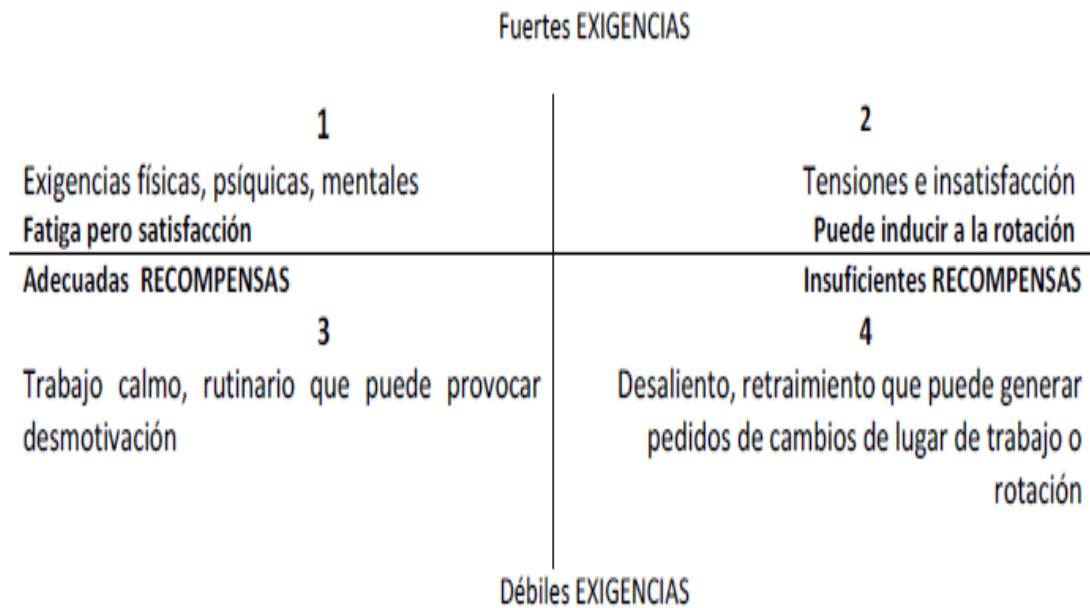 Fuertes EXIGENCIAS
1
Exigencias físicas, psíquicas, mentales
Fatiga pero satisfacción
2
Tensiones e insatisfacción
Puede inducir a la rotación
Adecuadas RECOMPENSAS
Insuficientes RECOMPENSAS
3
Trabajo calmo, rutinario que puede provocar
desmotivación
4
Desaliento, retraimiento que puede generar
pedidos de cambios de lugar de trabajo o
rotación
Débiles EXIGENCIAS